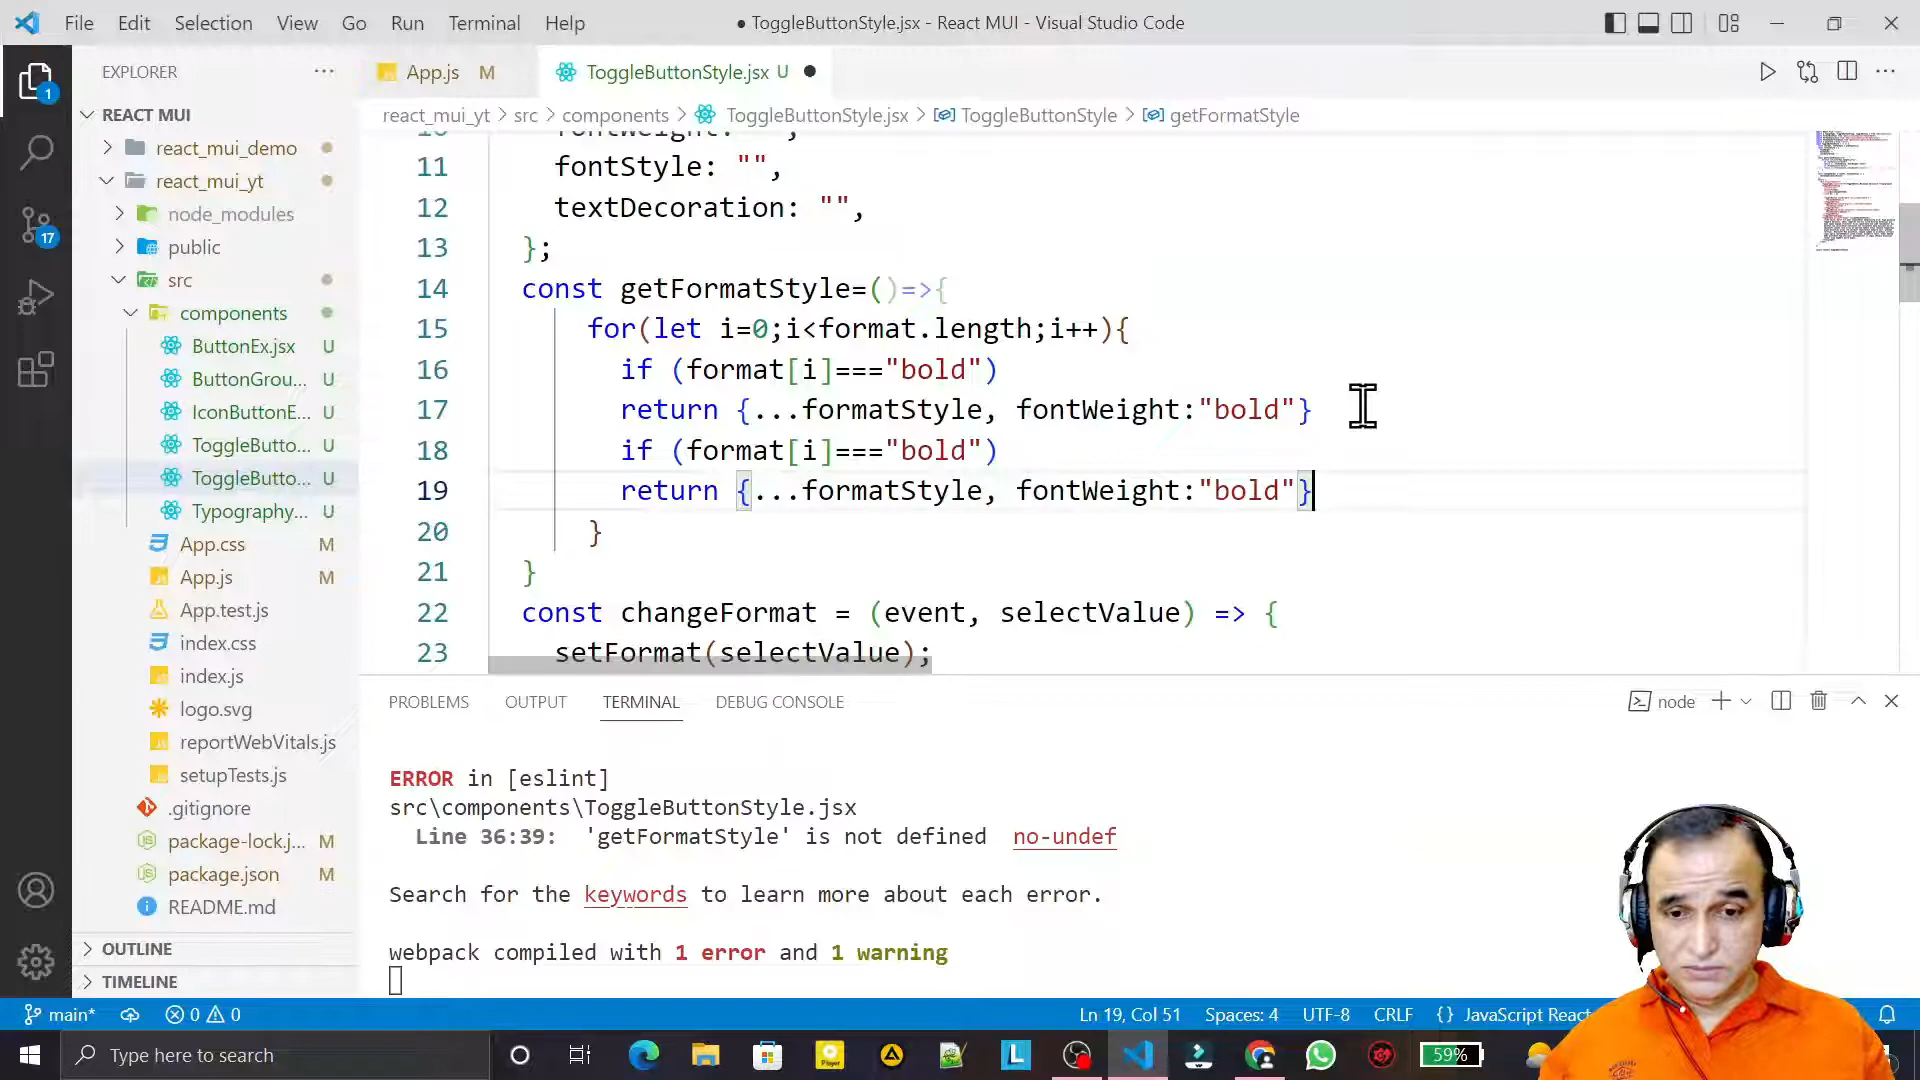 File Edit Selection View Go Run Terminal Help
● ToggleButtonStyle.jsx - React MUI - Visual Studio Code
EXPLORER
App.js M
ToggleButtonStyle.jsx U
react_mui_yt > src > components > ToggleButtonStyle.jsx > ToggleButtonStyle > getFormatStyle
1
17
REACT MUI
react_mui_demo
react_mui_yt
node_modules
public
src
components
ButtonEx.jsx U
ButtonGrou... U
IconButtonE... U
ToggleButto... U
ToggleButto... U
Typography... U
App.css M
App.js M
App.test.js
index.css
index.js
logo.svg
reportWebVitals.js
setupTests.js
.gitignore
package-lock.j... M
package.json M
README.md
OUTLINE
TIMELINE
11 fontStyle: "",
12 textDecoration: "",
13 };
14 const getFormatStyle=()=>{
15 for(let i=0;i<format.length;i++){
16 if (format[i]==="bold")
17 return {...formatStyle, fontWeight:"bold"}
18 if (format[i]==="bold")
19 return {...formatStyle, fontWeight:"bold"}
20 }
21 }
22 const changeFormat = (event, selectValue) => {
23 setFormat(selectValue);
PROBLEMS OUTPUT TERMINAL DEBUG CONSOLE
node
ERROR in [eslint]
src\components\ToggleButtonStyle.jsx
Line 36:39: 'getFormatStyle' is not defined no-undef
Search for the keywords to learn more about each error.
webpack compiled with 1 error and 1 warning
main* 0 0
Ln 19, Col 51 Spaces: 4 UTF-8 CRLF {} JavaScript React
Type here to search
Player
L
59%